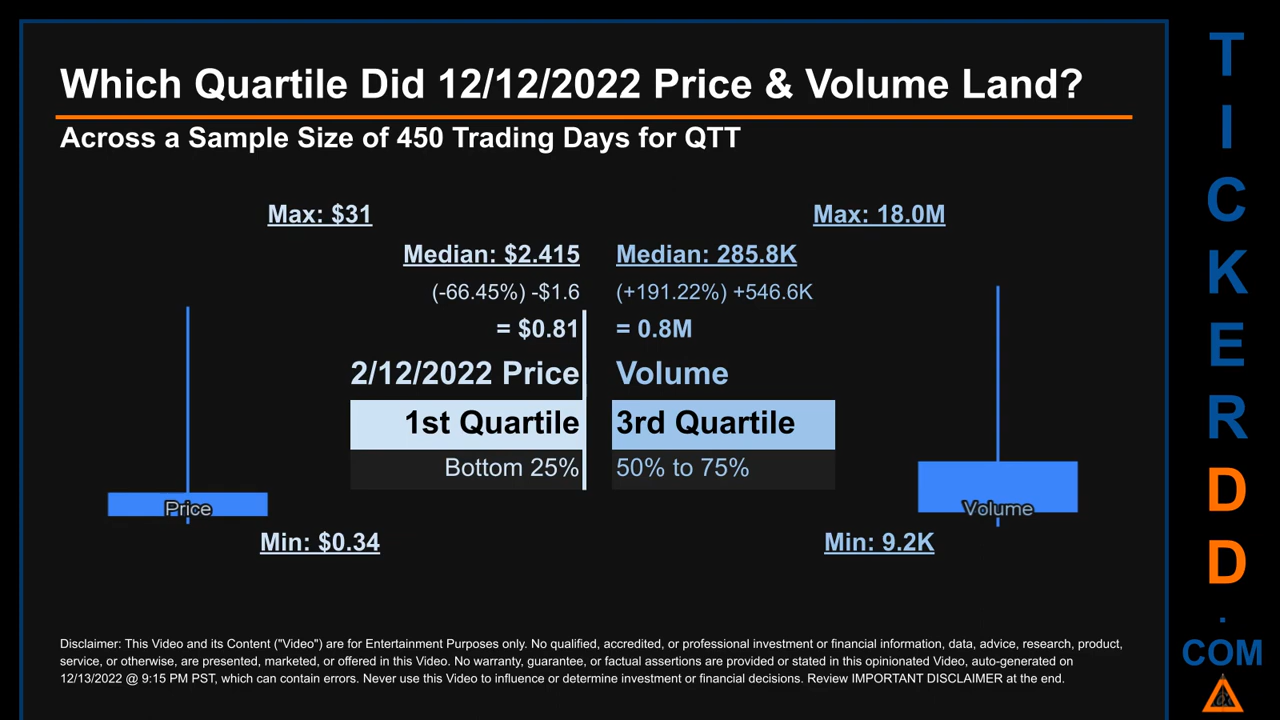 Which Quartile Did 12/12/2022 Price & Volume Land?
Across a Sample Size of 450 Trading Days for QTT
Max: $31
Max: 18.0M
Median: $2.415
Median: 285.8K
(-66.45%) -$1.6
(+191.22%) +546.6K
= $0.81
= 0.8M
2/12/2022 Price
Volume
1st Quartile
3rd Quartile
Bottom 25%
50% to 75%
Price
Volume
Min: $0.34
Min: 9.2K
Disclaimer: This Video and its Content ("Video") are for Entertainment Purposes only. No qualified, accredited, or professional investment or financial information, data, advice, research, product,
service, or otherwise, are presented, marketed, or offered in this Video. No warranty, guarantee, or factual assertions are provided or stated in this opinionated Video, auto-generated on
12/13/2022 @ 9:15 PM PST, which can contain errors. Never use this Video to influence or determine investment or financial decisions. Review IMPORTANT DISCLAIMER at the end.
T
I
C
K
E
R
D
D
.
COM